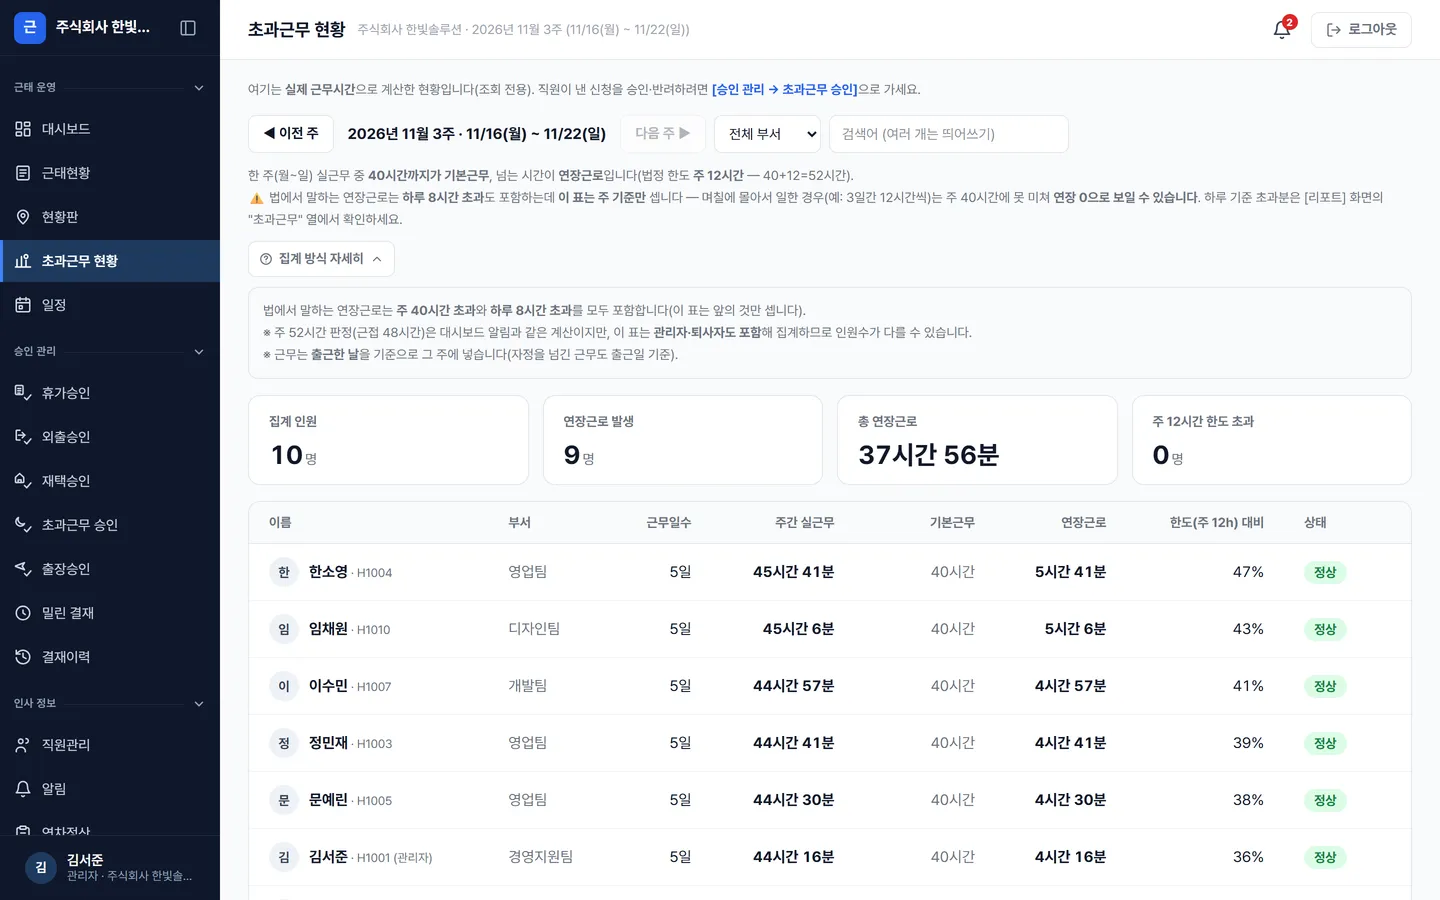 근 주식회사 한빛...
근태 운영
대시보드
근태현황
현황판
초과근무 현황
일정
승인 관리
휴가승인
외출승인
재택승인
초과근무 승인
출장승인
밀린 결재
결재이력
인사 정보
직원관리
알림
연차정산
김 김서준
관리자 · 주식회사 한빛솔...
초과근무 현황 주식회사 한빛솔루션 · 2026년 11월 3주 (11/16(월) ~ 11/22(일))
2 로그아웃
여기는 실제 근무시간으로 계산한 현황입니다(조회 전용). 직원이 낸 신청을 승인·반려하려면 [승인 관리 → 초과근무 승인]으로 가세요.
◀ 이전 주 2026년 11월 3주 · 11/16(월) ~ 11/22(일) 다음 주 ▶ 전체 부서 검색어 (여러 개는 띄어쓰기)
한 주(월~일) 실근무 중 40시간까지가 기본근무, 넘는 시간이 연장근로입니다(법정 한도 주 12시간 — 40+12=52시간).
⚠️ 법에서 말하는 연장근로는 하루 8시간 초과도 포함하는데 이 표는 주 기준만 셉니다 — 며칠에 몰아서 일한 경우(예: 3일간 12시간씩)는 주 40시간에 못 미쳐 연장 0으로 보일 수 있습니다. 하루 기준 초과분은 [리포트] 화면의
"초과근무" 열에서 확인하세요.
집계 방식 자세히
법에서 말하는 연장근로는 주 40시간 초과와 하루 8시간 초과를 모두 포함합니다(이 표는 앞의 것만 셉니다).
※ 주 52시간 판정(근접 48시간)은 대시보드 알림과 같은 계산이지만, 이 표는 관리자·퇴사자도 포함해 집계하므로 인원수가 다를 수 있습니다.
※ 근무는 출근한 날을 기준으로 그 주에 넣습니다(자정을 넘긴 근무도 출근일 기준).
집계 인원 연장근로 발생 총 연장근로 주 12시간 한도 초과
10명 9명 37시간 56분 0명
이름 부서 근무일수 주간 실근무 기본근무 연장근로 한도(주 12h) 대비 상태
한 한소영 · H1004 영업팀 5일 45시간 41분 40시간 5시간 41분 47% 정상
임 임채원 · H1010 디자인팀 5일 45시간 6분 40시간 5시간 6분 43% 정상
이 이수민 · H1007 개발팀 5일 44시간 57분 40시간 4시간 57분 41% 정상
정 정민재 · H1003 영업팀 5일 44시간 41분 40시간 4시간 41분 39% 정상
문 문예린 · H1005 영업팀 5일 44시간 30분 40시간 4시간 30분 38% 정상
김 김서준 · H1001 (관리자) 경영지원팀 5일 44시간 16분 40시간 4시간 16분 36% 정상